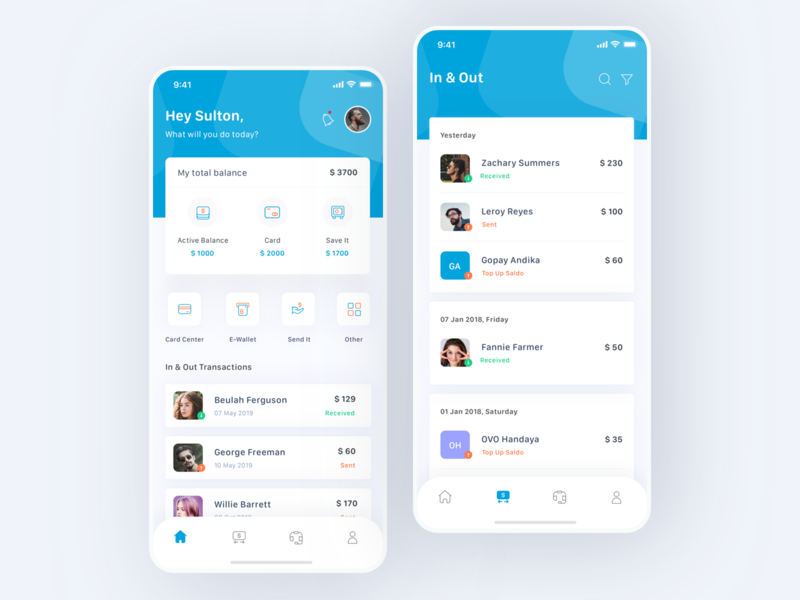 9:41
Hey Sulton,
What will you do today?
My total balance
$ 3700
Active Balance
$ 1000
Card
$ 2000
Save It
$ 1700
Card Center
E-Wallet
Send It
Other
In & Out Transactions
Beulah Ferguson
$ 129
07 May 2019
Received
George Freeman
$ 60
10 May 2019
Sent
Willie Barrett
$ 170
9:41
In & Out
Yesterday
Zachary Summers
$ 230
Received
Leroy Reyes
$ 100
Sent
GA
Gopay Andika
$ 60
Top Up Saldo
07 Jan 2018, Friday
Fannie Farmer
$ 50
Received
01 Jan 2018, Saturday
OH
OVO Handaya
$ 35
Top Up Saldo